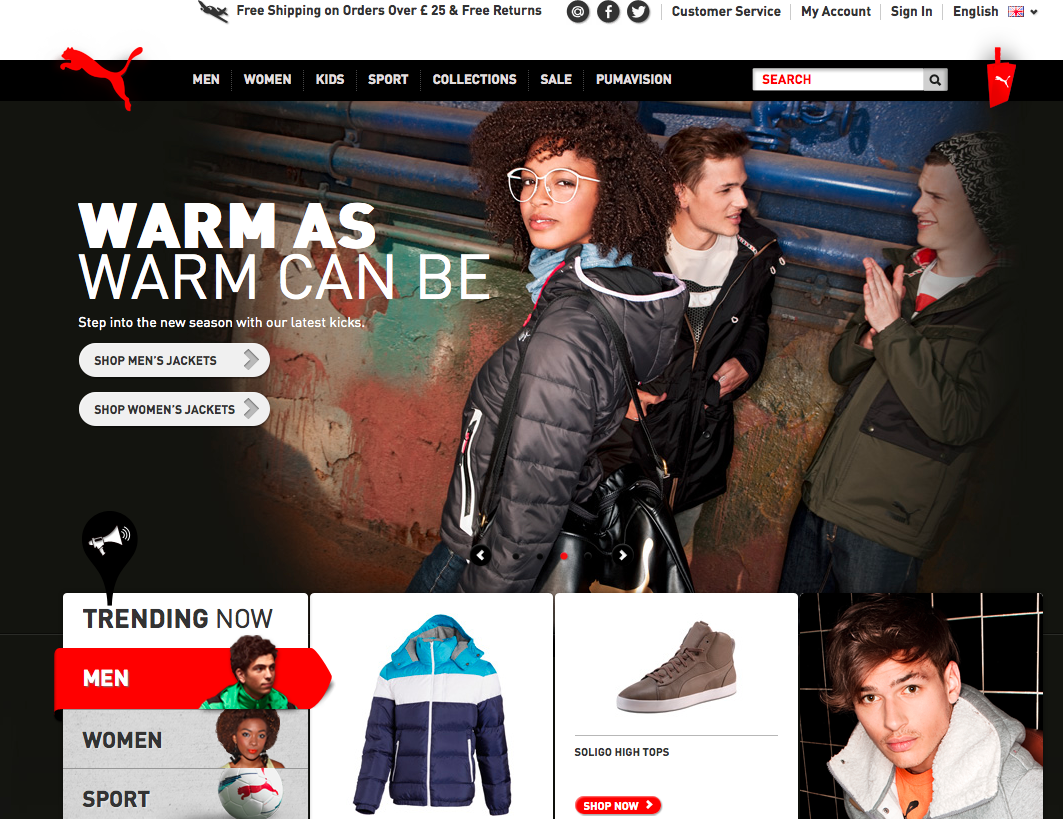 Free Shipping on Orders Over £ 25 & Free Returns
Customer Service
My Account
Sign In
English
MEN
WOMEN
KIDS
SPORT
COLLECTIONS
SALE
PUMAVISION
SEARCH
WARM AS
WARM CAN BE
Step into the new season with our latest kicks.
SHOP MEN'S JACKETS
SHOP WOMEN'S JACKETS
TRENDING NOW
MEN
WOMEN
SPORT
SOLIGO HIGH TOPS
SHOP NOW